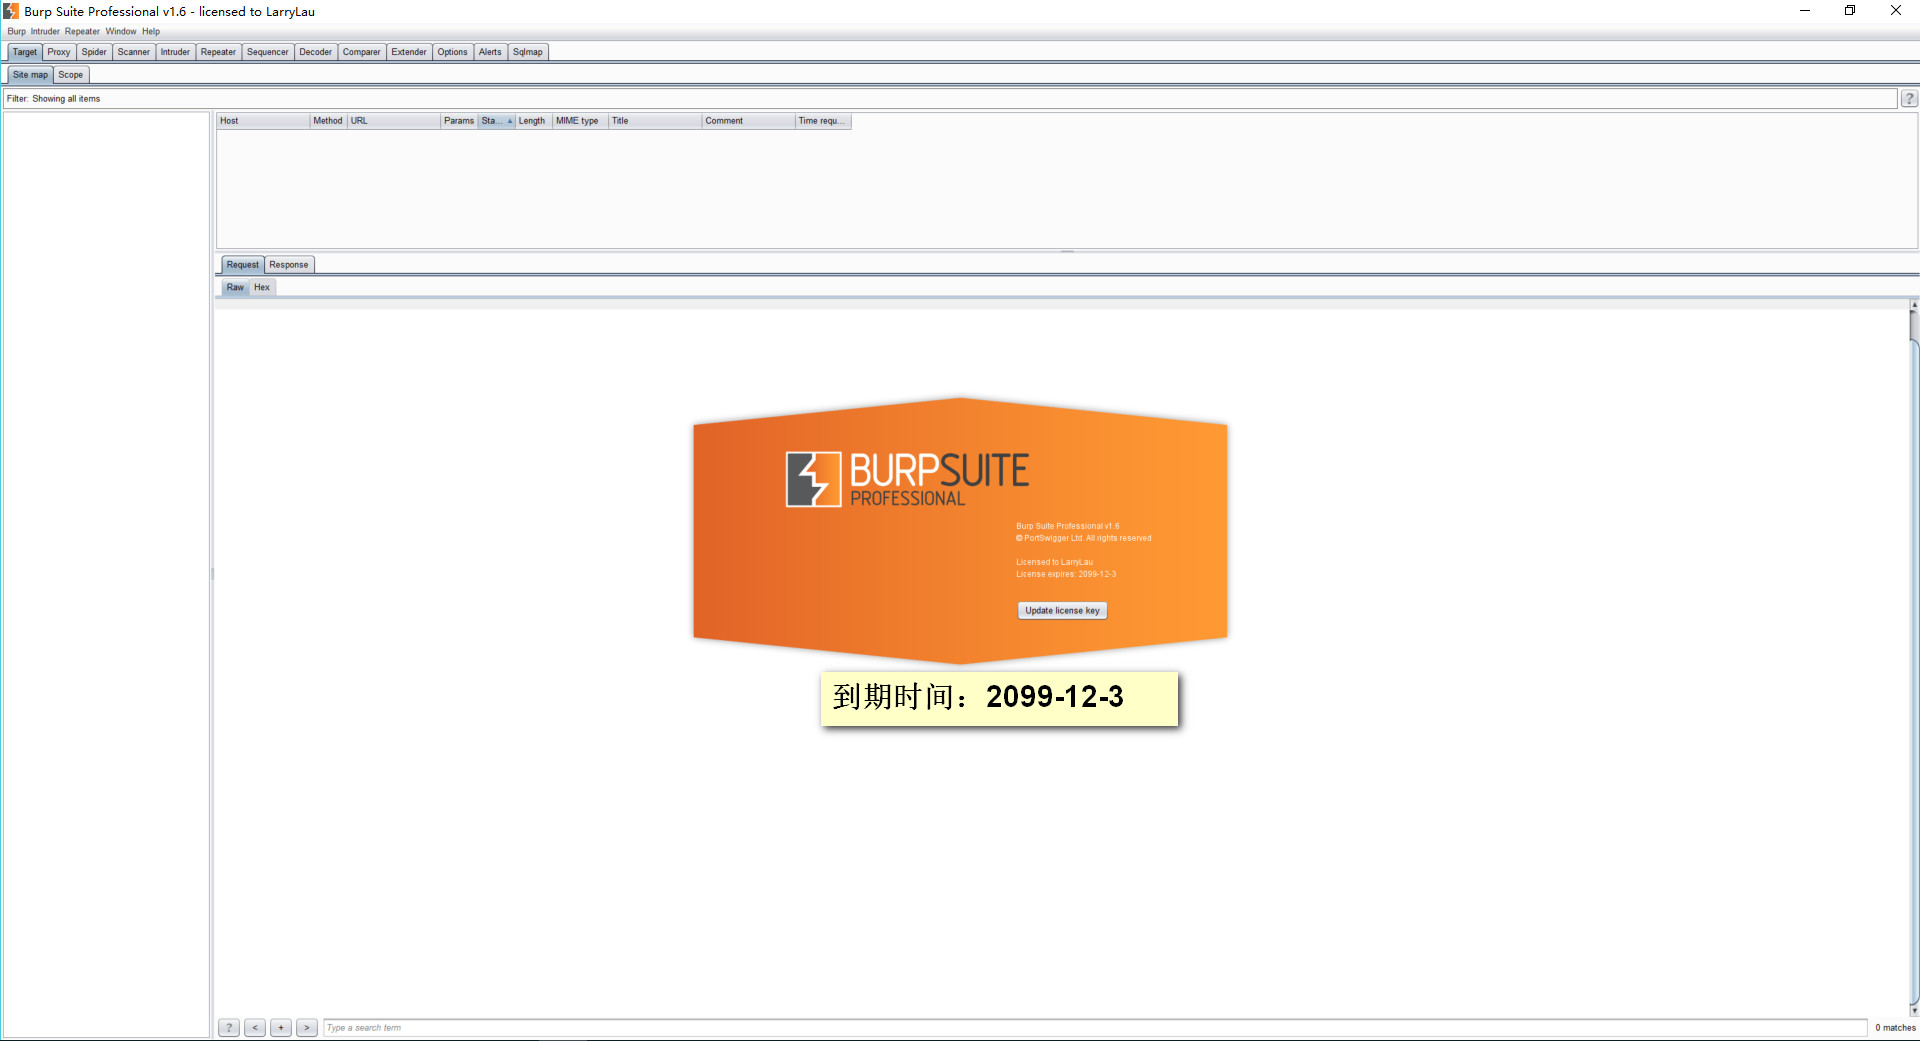 Burp Suite Professional v1.6 - licensed to LarryLau
Burp Intruder Repeater Window Help
Target Proxy Spider Scanner Intruder Repeater Sequencer Decoder Comparer Extender Options Alerts Sqlmap
Site map Scope
Filter: Showing all items
?
Host Method URL Params Sta... Length MIME type Title Comment Time requ...
Request Response
Raw Hex
BURPSUITE
PROFESSIONAL
Burp Suite Professional v1.6
© PortSwigger Ltd. All rights reserved
Licensed to LarryLau
License expires: 2099-12-3
Update license key
到期时间：2099-12-3
? < + > Type a search term 0 matches